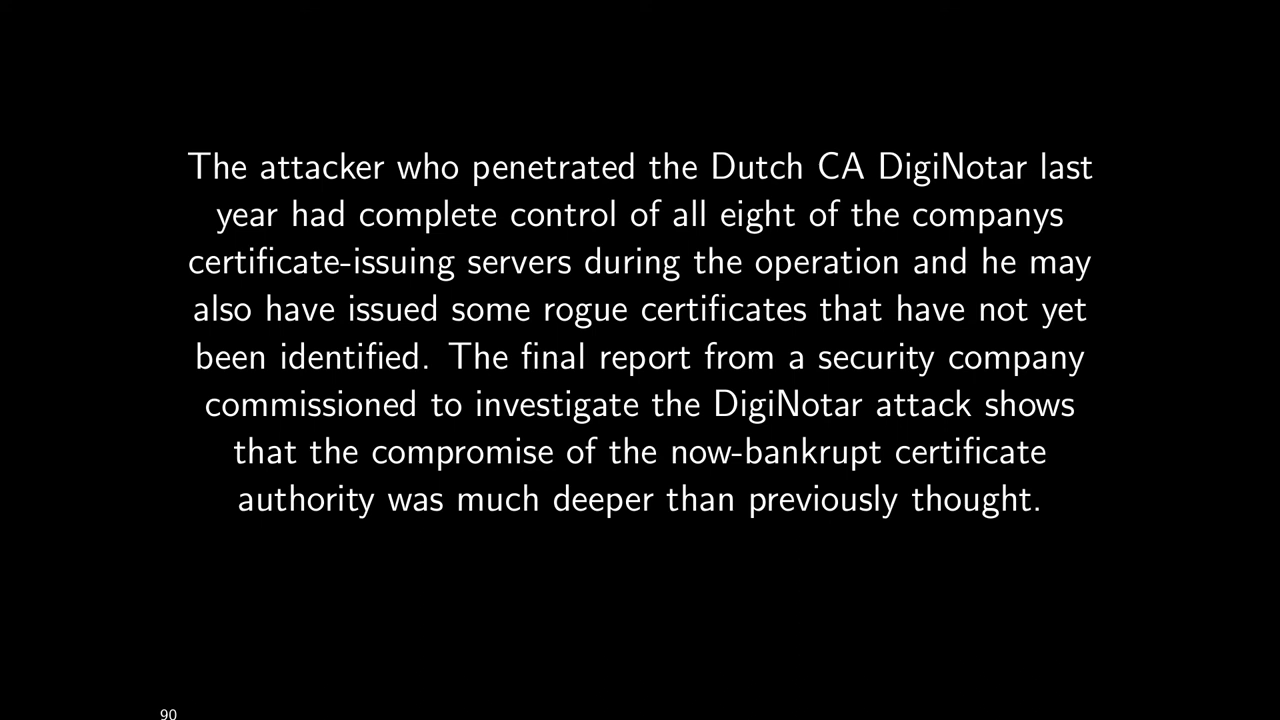 The attacker who penetrated the Dutch CA DigiNotar last
year had complete control of all eight of the companys
certificate-issuing servers during the operation and he may
also have issued some rogue certificates that have not yet
been identified. The final report from a security company
commissioned to investigate the DigiNotar attack shows
that the compromise of the now-bankrupt certificate
authority was much deeper than previously thought.
90